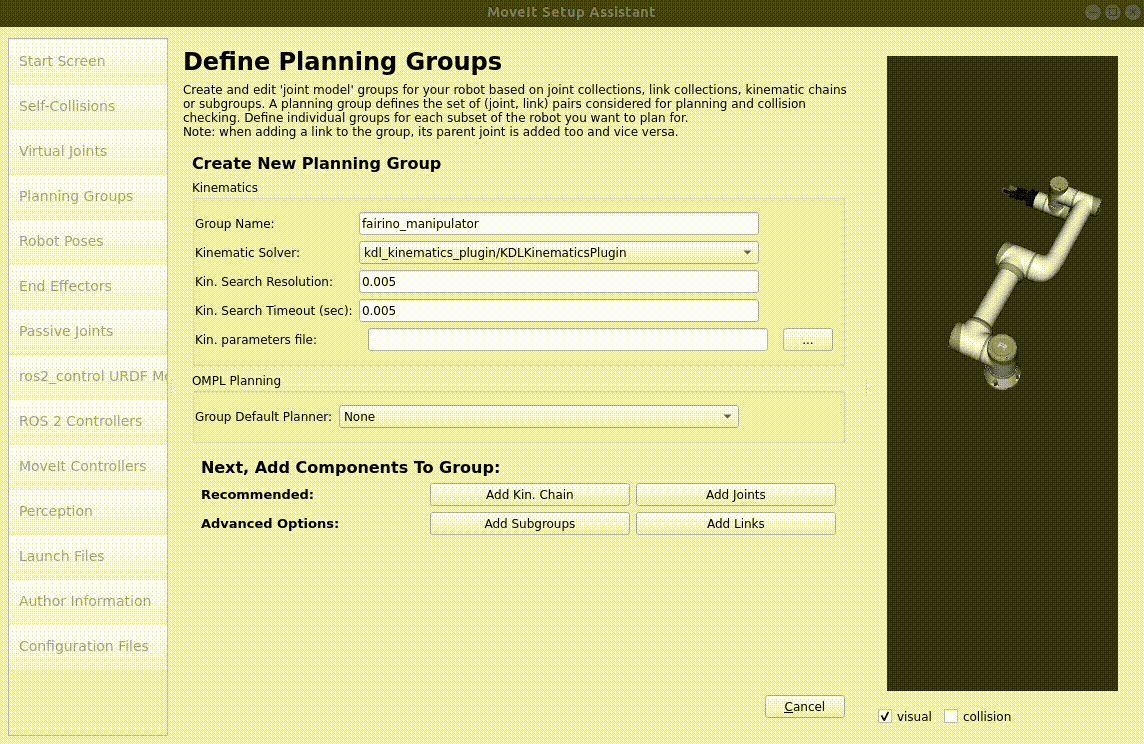 MoveIt Setup Assistant
Start Screen
Self-Collisions
Virtual Joints
Planning Groups
Robot Poses
End Effectors
Passive Joints
ros2_control URDF Mo
ROS 2 Controllers
MoveIt Controllers
Perception
Launch Files
Author Information
Configuration Files
Define Planning Groups
Create and edit 'joint model' groups for your robot based on joint collections, link collections, kinematic chains
or subgroups. A planning group defines the set of (joint, link) pairs considered for planning and collision
checking. Define individual groups for each subset of the robot you want to plan for.
Note: when adding a link to the group, its parent joint is added too and vice versa.
Create New Planning Group
Kinematics
Group Name: fairino_manipulator
Kinematic Solver: kdl_kinematics_plugin/KDLKinematicsPlugin
Kin. Search Resolution: 0.005
Kin. Search Timeout (sec): 0.005
Kin. parameters file: ...
OMPL Planning
Group Default Planner: None
Next, Add Components To Group:
Recommended: Add Kin. Chain Add Joints
Advanced Options: Add Subgroups Add Links
Cancel
visual collision